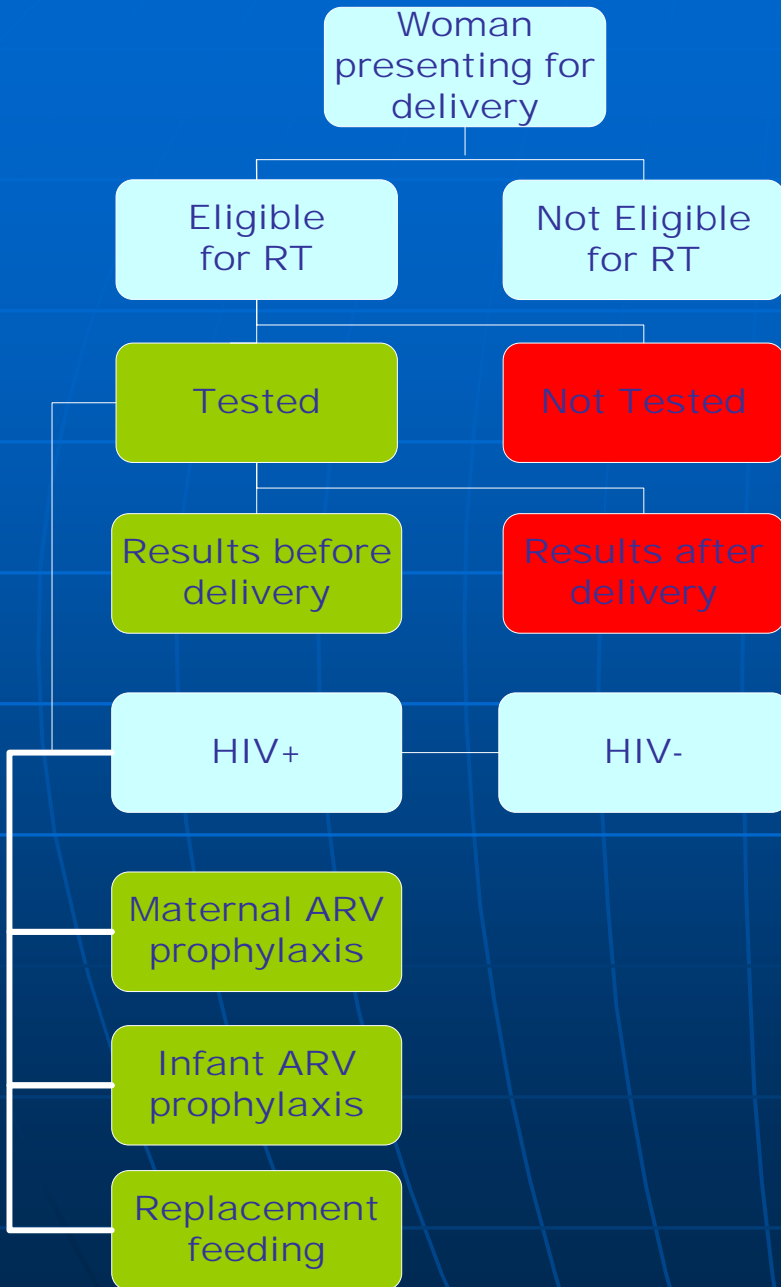 Woman
presenting for
delivery
Eligible
for RT
Not Eligible
for RT
Tested
Not Tested
Results before
delivery
Results after
delivery
HIV+
HIV-
Maternal ARV
prophylaxis
Infant ARV
prophylaxis
Replacement
feeding